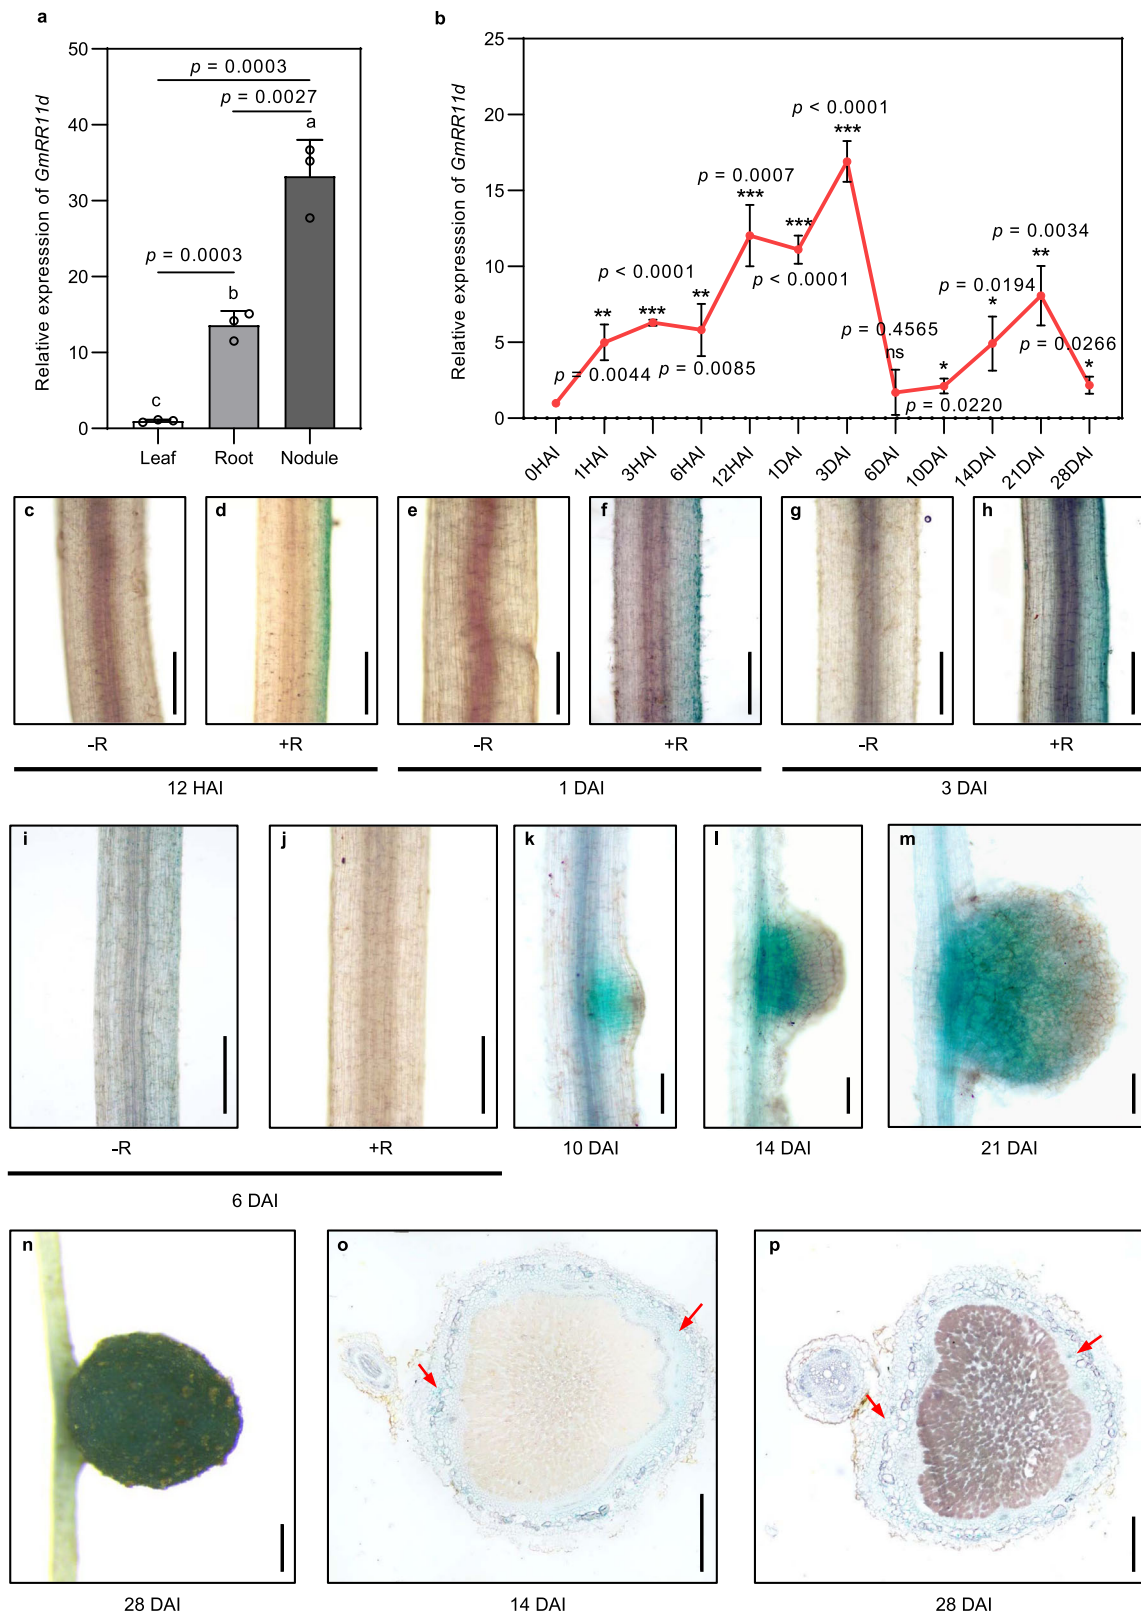 a
Relative expresssion of GmRR11d
50
40
30
20
10
0
p = 0.0003
p = 0.0027
a
p = 0.0003
b
c
Leaf Root Nodule
b
Relative expression of GmRR11d
25
20
15
10
5
0
p < 0.0001
***
p = 0.0007
***
***
p = 0.0034
**
p < 0.0001
p < 0.0001
p = 0.0194
**
***
**
*
p = 0.4565
ns
p = 0.0266
p = 0.0044
p = 0.0085
*
*
p = 0.0220
0HAI 1HAI 3HAI 6HAI 12HAI 1DAI 3DAI 6DAI 10DAI 14DAI 21DAI 28DAI
c d e f g h
-R +R -R +R -R +R
12 HAI 1 DAI 3 DAI
i j k l m
-R +R 10 DAI 14 DAI 21 DAI
6 DAI
n o p
28 DAI 14 DAI 28 DAI